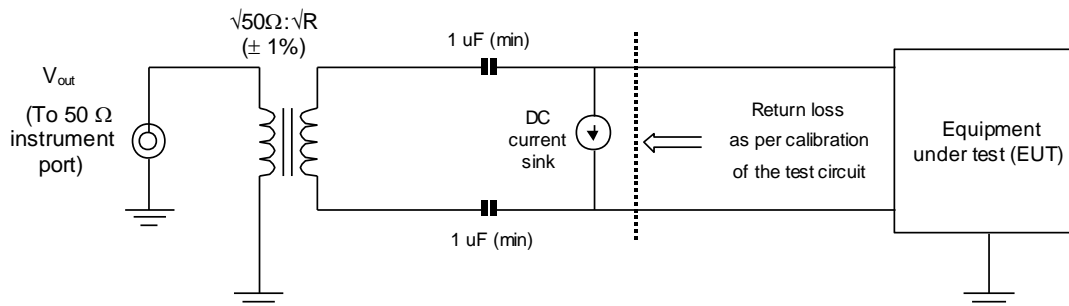 √50Ω:√R
(± 1%)
1 uF (min)
Vout
(To 50 Ω
instrument
port)
DC
current
sink
Return loss
as per calibration
of the test circuit
Equipment
under test (EUT)
1 uF (min)